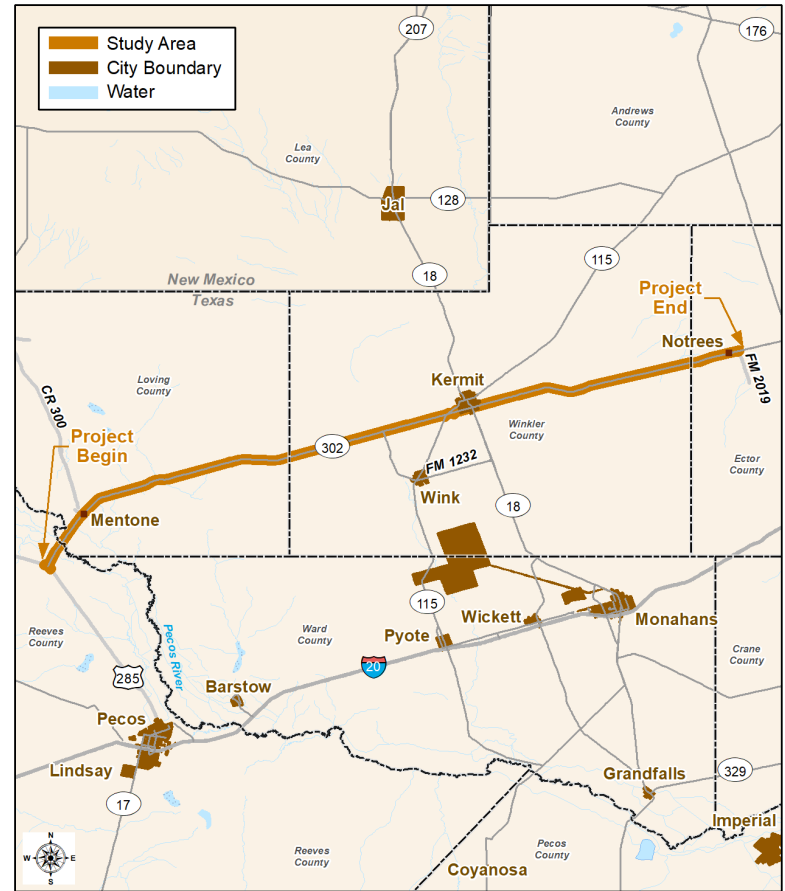 Study Area
City Boundary
Water
207
176
Andrews
County
Lea
County
Jal
128
18
115
New Mexico
Texas
Project
End
Notrees
FM 2019
Loving
County
Kermit
CR 300
Winkler
County
Project
Begin
302
FM 1232
Ector
County
Wink
18
Mentone
115
Wickett
Monahans
Pyote
Reeves
County
Ward
County
Pecos River
Crane
County
20
285
Barstow
Pecos
Lindsay
Grandfalls
329
17
Imperial
N
W
E
S
Reeves
County
Pecos
County
Coyanosa